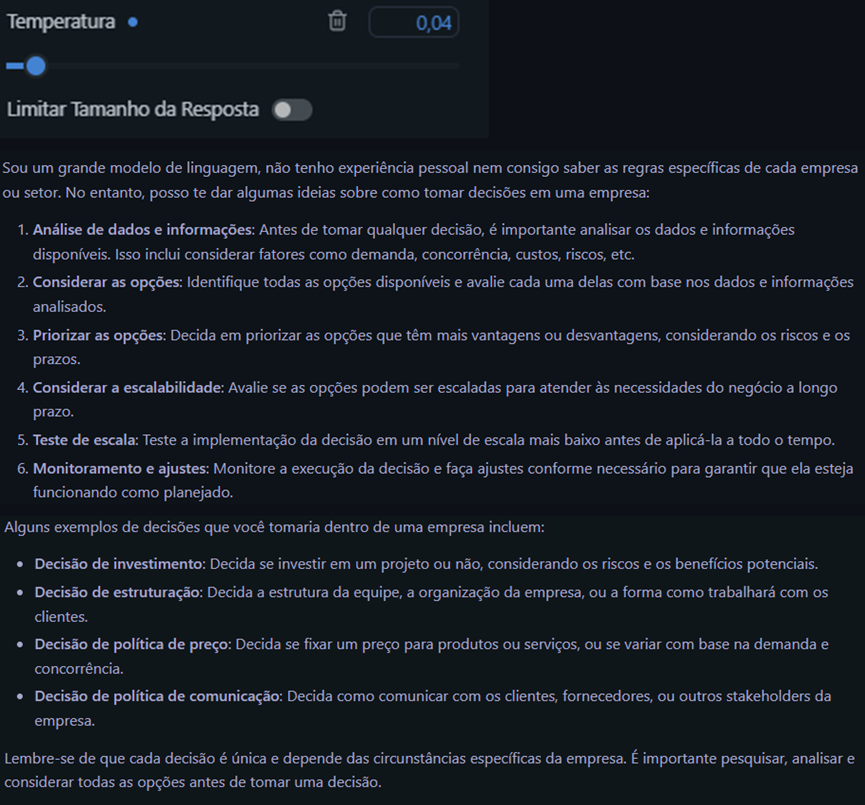 Temperatura
0,04
Limitar Tamanho da Resposta
Sou um grande modelo de linguagem, não tenho experiência pessoal nem consigo saber as regras específicas de cada empresa
ou setor. No entanto, posso te dar algumas ideias sobre como tomar decisões em uma empresa:
1. Análise de dados e informações: Antes de tomar qualquer decisão, é importante analisar os dados e informações
disponíveis. Isso inclui considerar fatores como demanda, concorrência, custos, riscos, etc.
2. Considerar as opções: Identifique todas as opções disponíveis e avalie cada uma delas com base nos dados e informações
analisados.
3. Priorizar as opções: Decida em priorizar as opções que têm mais vantagens ou desvantagens, considerando os riscos e os
prazos.
4. Considerar a escalabilidade: Avalie se as opções podem ser escaladas para atender às necessidades do negócio a longo
prazo.
5. Teste de escala: Teste a implementação da decisão em um nível de escala mais baixo antes de aplicá-la a todo o tempo.
6. Monitoramento e ajustes: Monitore a execução da decisão e faça ajustes conforme necessário para garantir que ela esteja
funcionando como planejado.
Alguns exemplos de decisões que você tomaria dentro de uma empresa incluem:
• Decisão de investimento: Decida se investir em um projeto ou não, considerando os riscos e os benefícios potenciais.
• Decisão de estruturação: Decida a estrutura da equipe, a organização da empresa, ou a forma como trabalhará com os
clientes.
• Decisão de política de preço: Decida se fixar um preço para produtos ou serviços, ou se variar com base na demanda e
concorrência.
• Decisão de política de comunicação: Decida como comunicar com os clientes, fornecedores, ou outros stakeholders da
empresa.
Lembre-se de que cada decisão é única e depende das circunstâncias específicas da empresa. É importante pesquisar, analisar e
considerar todas as opções antes de tomar uma decisão.